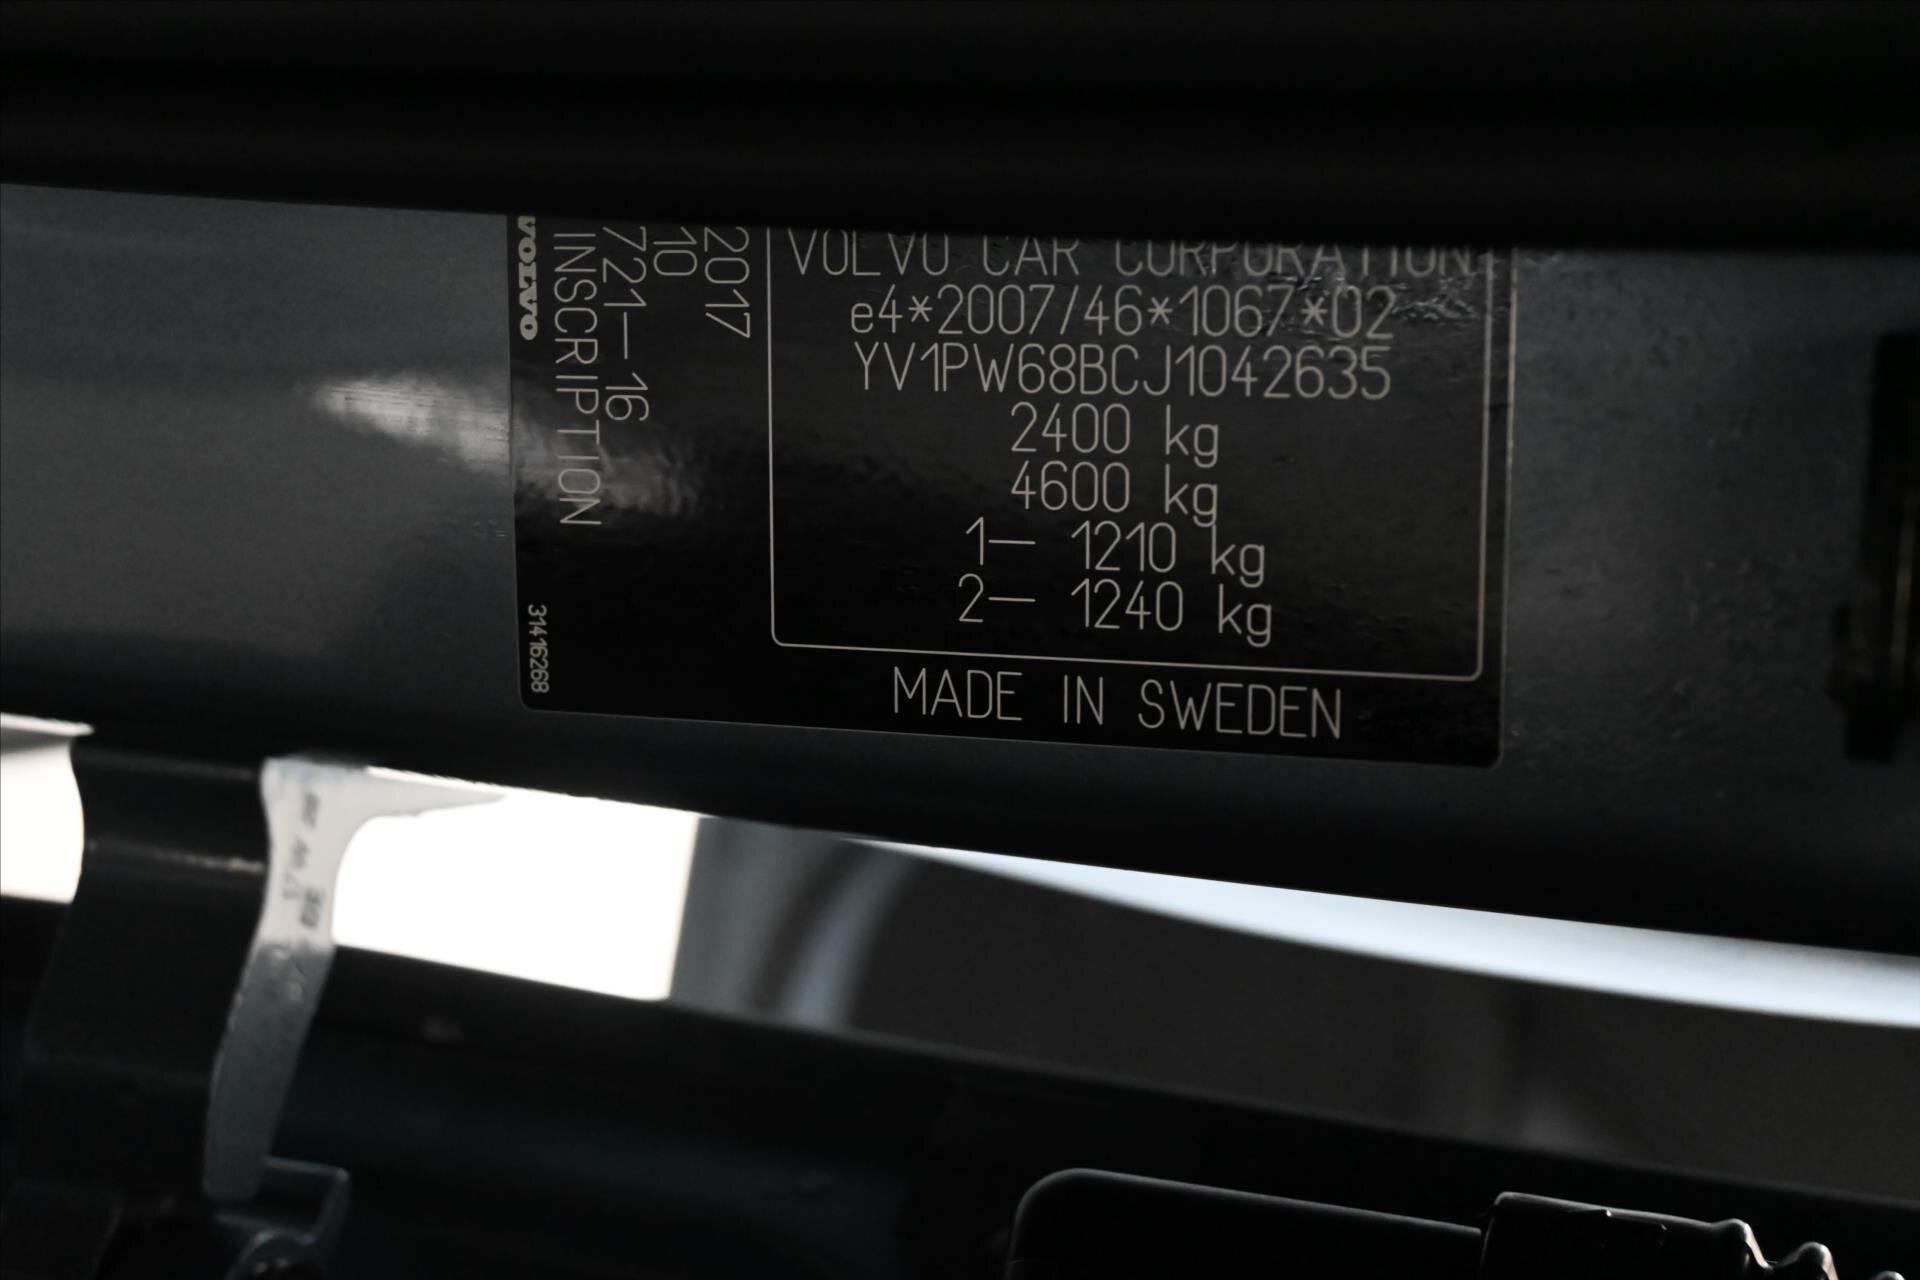 VOLVO CAR CORPORATION
e4*2007/46*1067*02
YV1PW68BCJ1042635
2400 kg
4600 kg
1— 1210 kg
2— 1240 kg
MADE IN SWEDEN
2017
10
721—16
INSCRIPTION
VOLVO
31416268